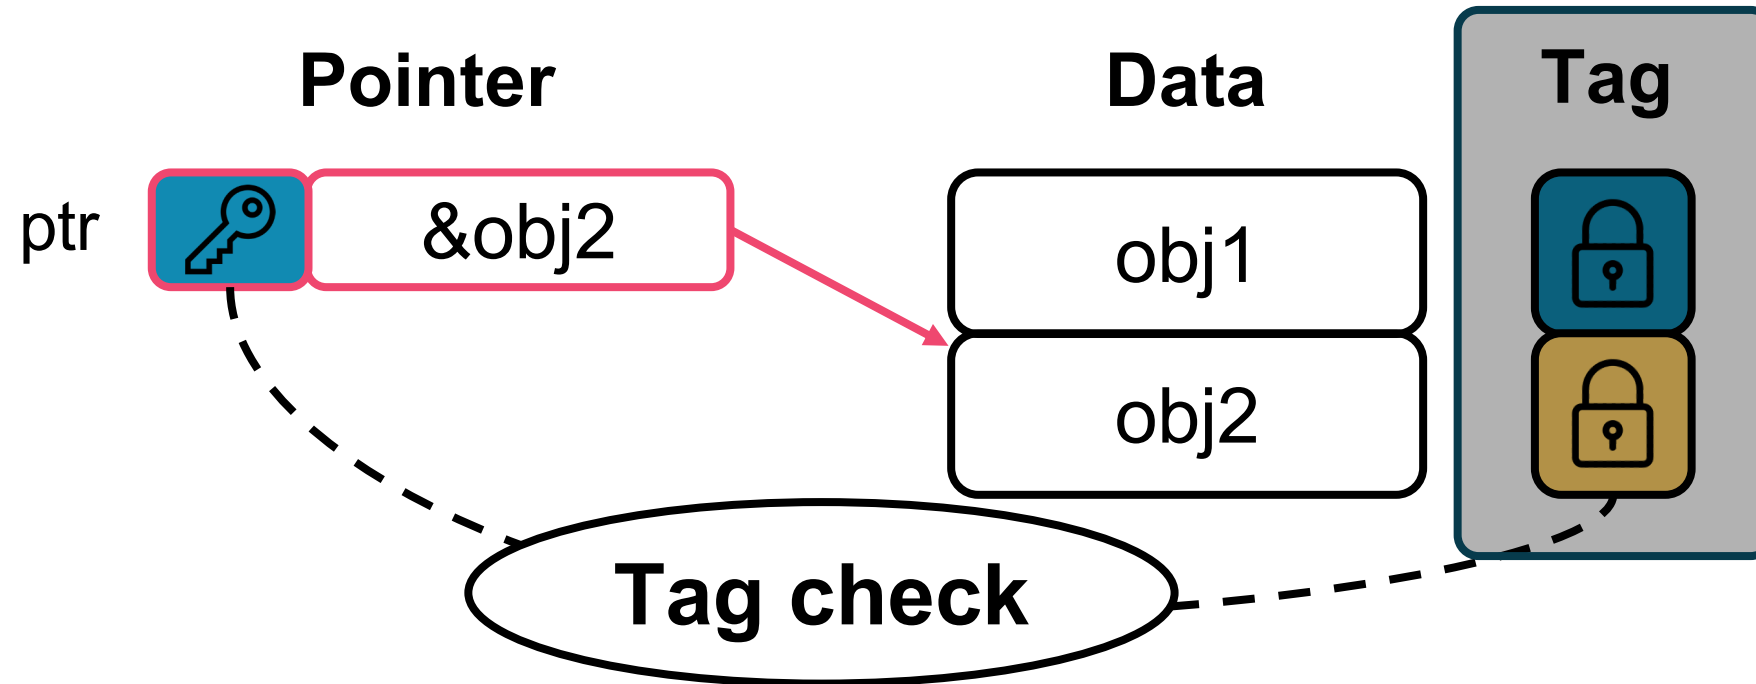 Pointer
Data
Tag
ptr
&obj2
obj1
obj2
Tag check